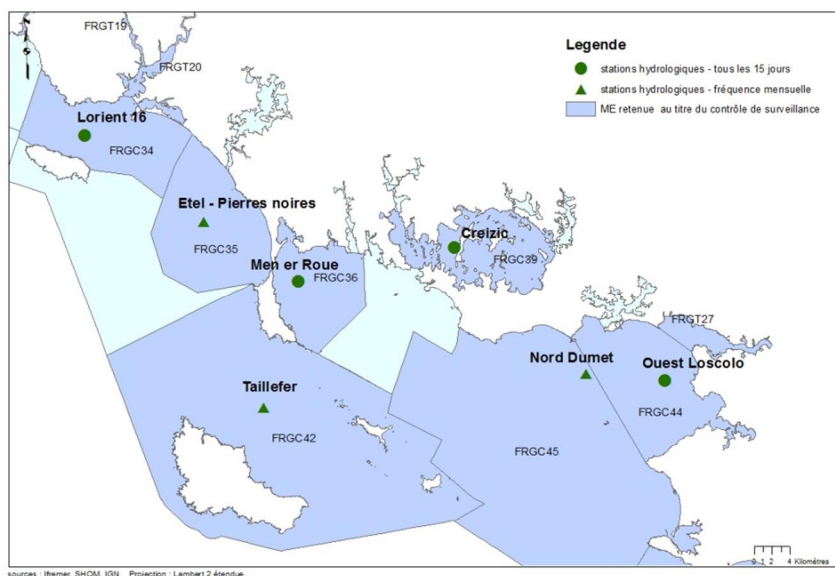 FRGT19
FRGT20
Legende
stations hydrologiques - tous les 15 jours
stations hydrologiques - fréquence mensuelle
ME retenue au titre du contrôle de surveillance
Lorient 16
FRGC34
Etel - Pierres noires
FRGC35
Creizic
FRGC39
Men er Roue
FRGC36
FRGT27
Nord Dumet
Ouest Loscolo
Taillefer
FRGC44
FRGC42
FRGC45
0 1 2 4 Kilomètres
sources : Ifremer, SHOM, IGN Projection : Lambert 2 étendue